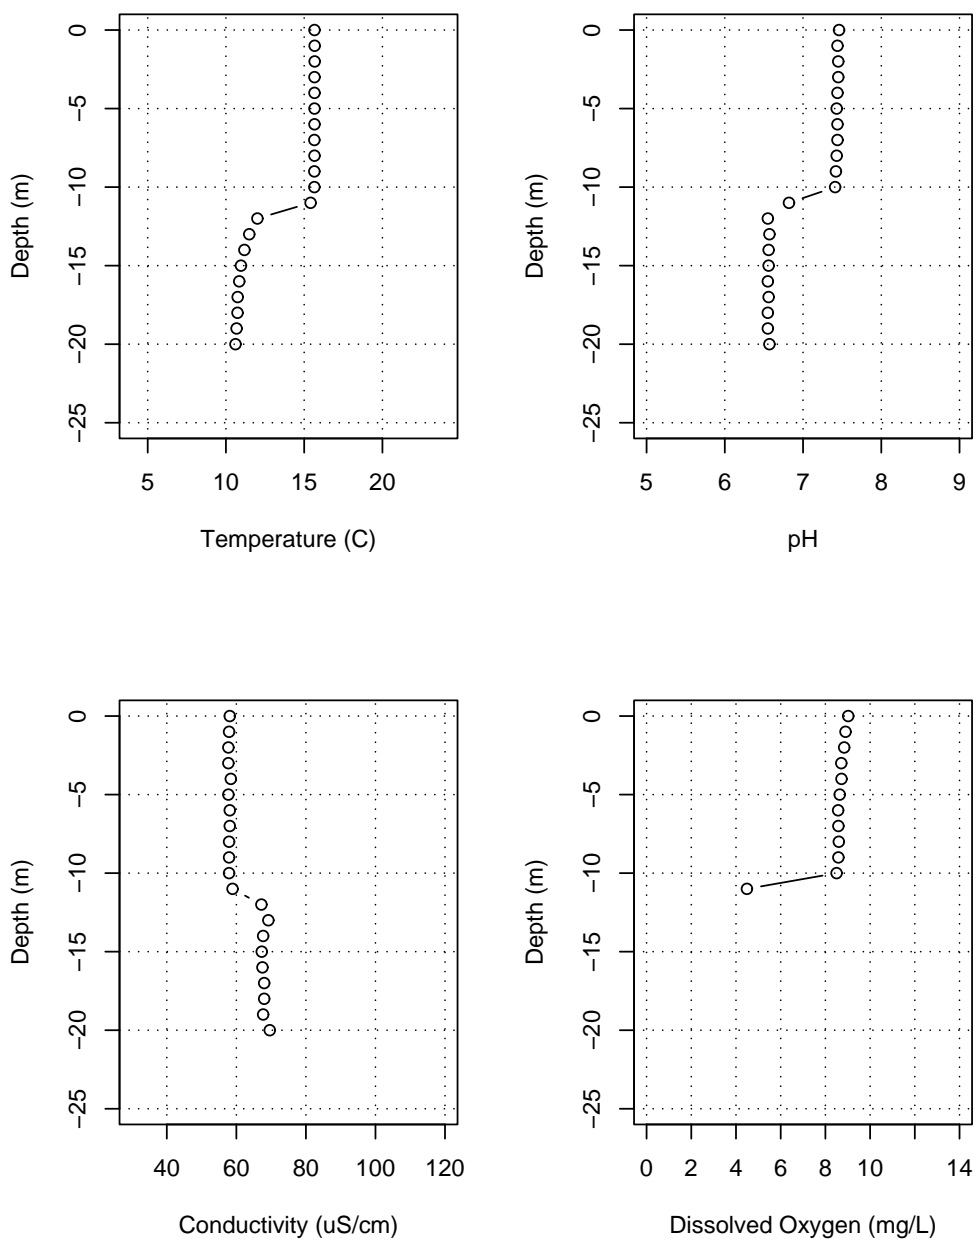 0
−5
−10
−15
−20
−25
Depth (m)
5 10 15 20
Temperature (C)
0
−5
−10
−15
−20
−25
Depth (m)
5 6 7 8 9
pH
0
−5
−10
−15
−20
−25
Depth (m)
40 60 80 100 120
Conductivity (uS/cm)
0
−5
−10
−15
−20
−25
Depth (m)
0 2 4 6 8 10 14
Dissolved Oxygen (mg/L)